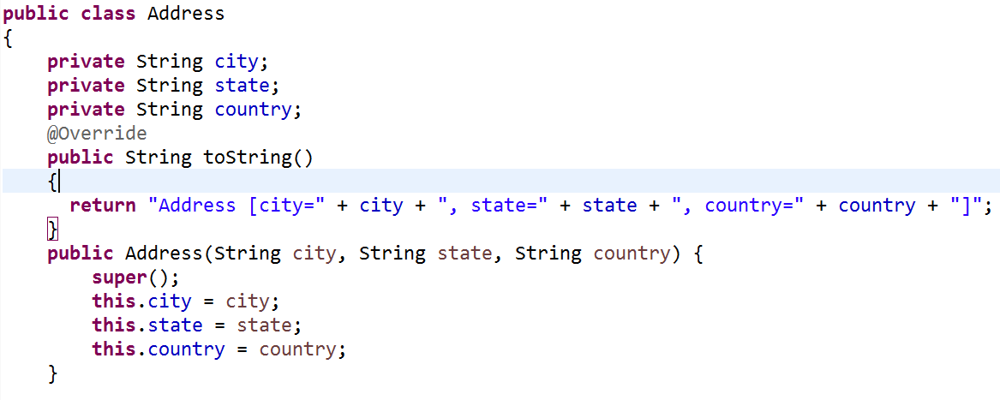 public class Address
{
    private String city;
    private String state;
    private String country;
    @Override
    public String toString()
    {
      return "Address [city=" + city + ", state=" + state + ", country=" + country + "]";
    }
    public Address(String city, String state, String country) {
        super();
        this.city = city;
        this.state = state;
        this.country = country;
    }